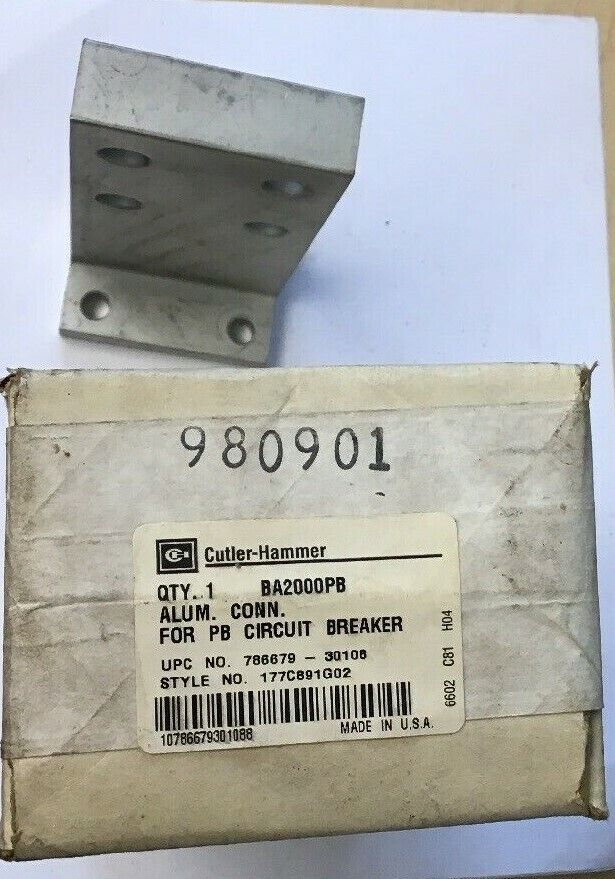 980901
CH Cutler-Hammer
QTY. 1 BA2000PB
ALUM. CONN.
FOR PB CIRCUIT BREAKER
UPC NO. 786679 - 30108
STYLE NO. 177C891G02
10786679301088 MADE IN U.S.A.
6602 C81 H04